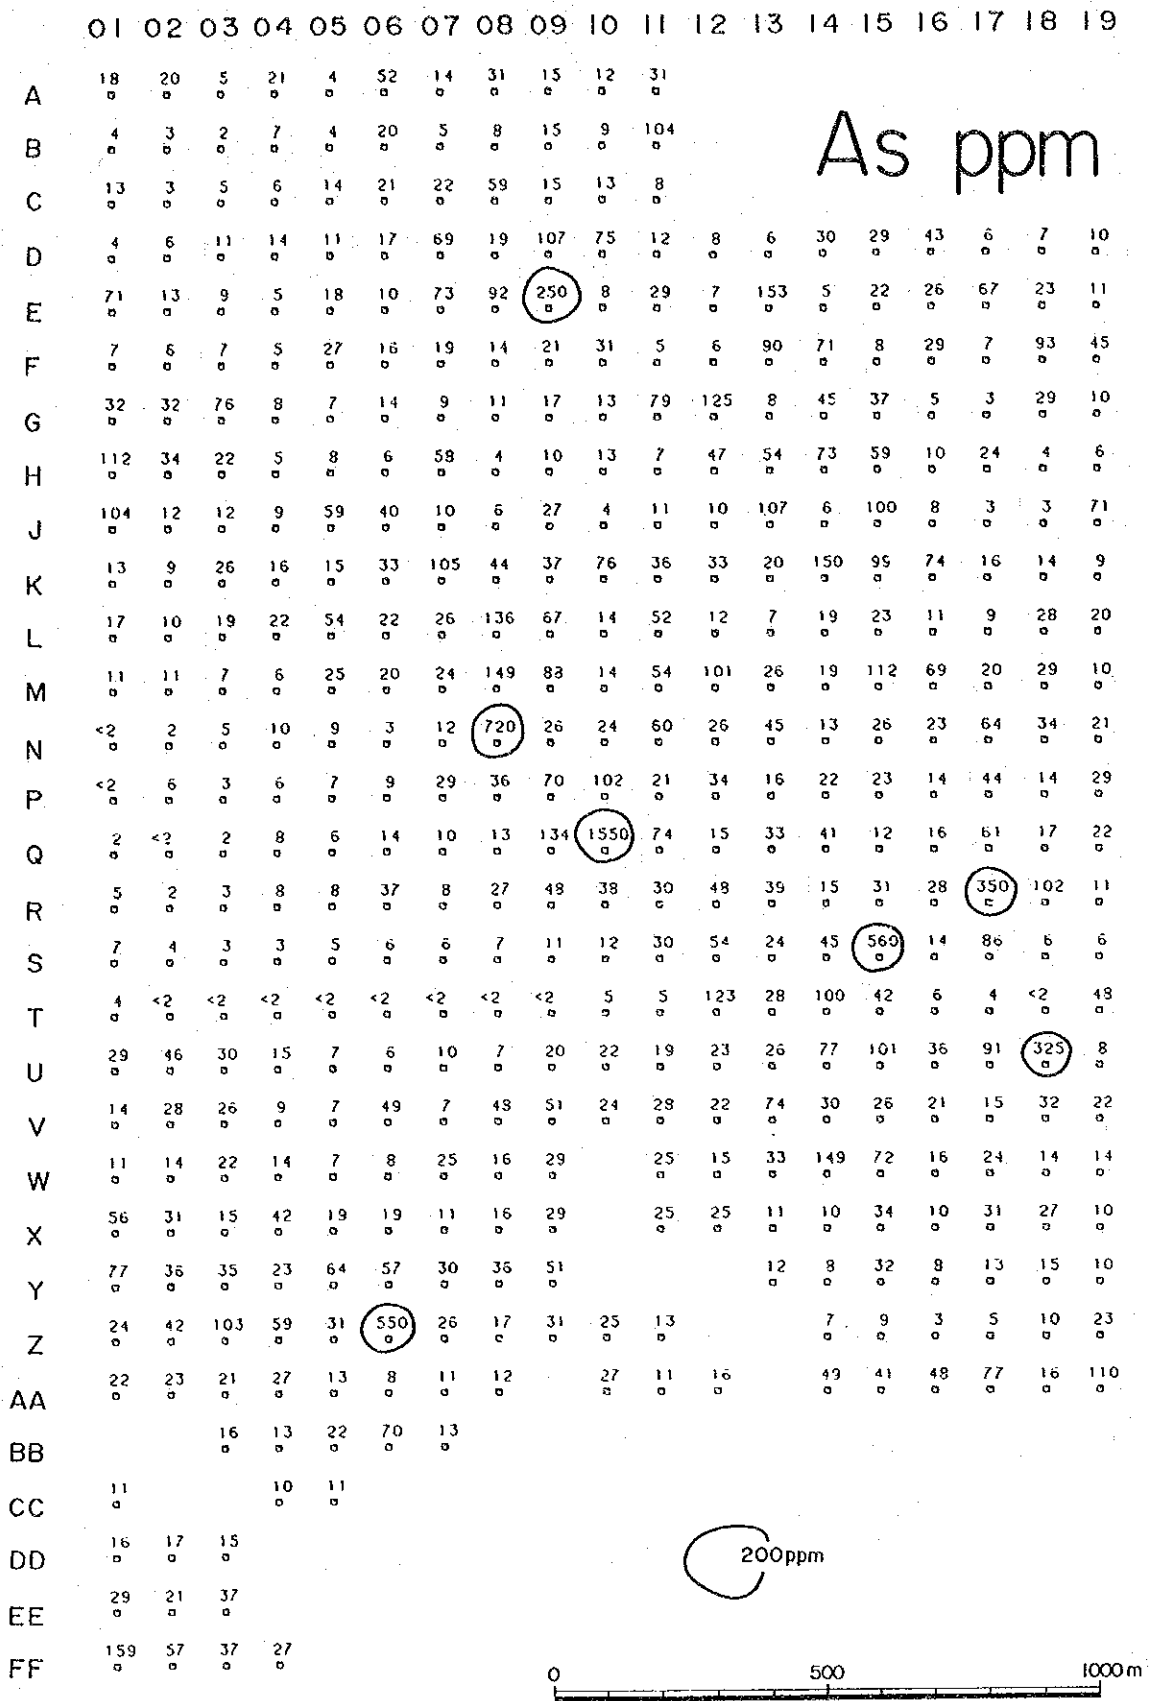 01 02 03 04 05 06 07 08 09 10 11 12 13 14 15 16 17 18 19
A 18 20 5 21 4 52 14 31 15 12 31
As ppm
B 4 3 2 7 4 20 5 8 15 9 104
C 13 3 5 6 14 21 22 59 15 13 8
D 4 6 11 14 11 17 69 19 107 75 12 8 6 30 29 43 6 7 10
E 71 13 9 5 18 10 73 92 250 8 29 7 153 5 22 26 67 23 11
F 7 6 7 5 27 16 19 14 21 31 5 6 90 71 8 29 7 93 45
G 32 32 76 8 7 14 9 11 17 13 79 125 8 45 37 5 3 29 10
H 112 34 22 5 8 6 58 4 10 13 7 47 54 73 59 10 24 4 6
J 104 12 12 9 59 40 10 6 27 4 11 10 107 6 100 8 3 3 71
K 13 9 26 16 15 33 105 44 37 76 36 33 20 150 99 74 16 14 9
L 17 10 19 22 54 22 26 136 67 14 52 12 7 19 23 11 9 28 20
M 11 11 7 6 25 20 24 149 88 14 54 101 26 19 112 69 20 29 10
N <2 2 5 10 9 3 12 720 26 24 60 26 45 13 26 23 64 34 21
P <2 6 3 6 7 9 29 36 70 102 21 34 16 22 23 14 44 14 29
Q 2 <2 2 8 6 14 10 13 134 1550 74 15 33 41 12 16 61 17 22
R 5 2 3 8 8 37 8 27 48 38 30 48 39 15 31 28 350 102 11
S 7 4 3 3 5 6 6 7 11 12 30 54 24 45 560 14 86 6 6
T 4 <2 <2 <2 <2 <2 <2 <2 <2 5 5 123 28 100 42 6 4 <2 48
U 29 46 30 15 7 6 10 7 20 22 19 23 26 77 101 36 91 325 8
V 14 28 26 9 7 49 7 48 51 24 28 22 74 30 26 21 15 32 22
W 11 14 22 14 7 8 25 16 29 25 15 33 149 72 16 24 14 14
X 56 31 15 42 19 19 11 16 29 25 25 11 10 34 10 31 27 10
Y 77 36 35 23 64 57 30 36 51 12 8 32 8 13 15 10
Z 24 42 103 59 31 550 26 17 31 25 13 7 9 3 5 10 23
AA 22 23 21 27 13 8 11 12 27 11 16 49 41 48 77 16 110
BB 16 13 22 70 13
CC 11 10 11
DD 16 17 15
200ppm
EE 29 21 37
FF 159 57 37 27
0 500 1000m